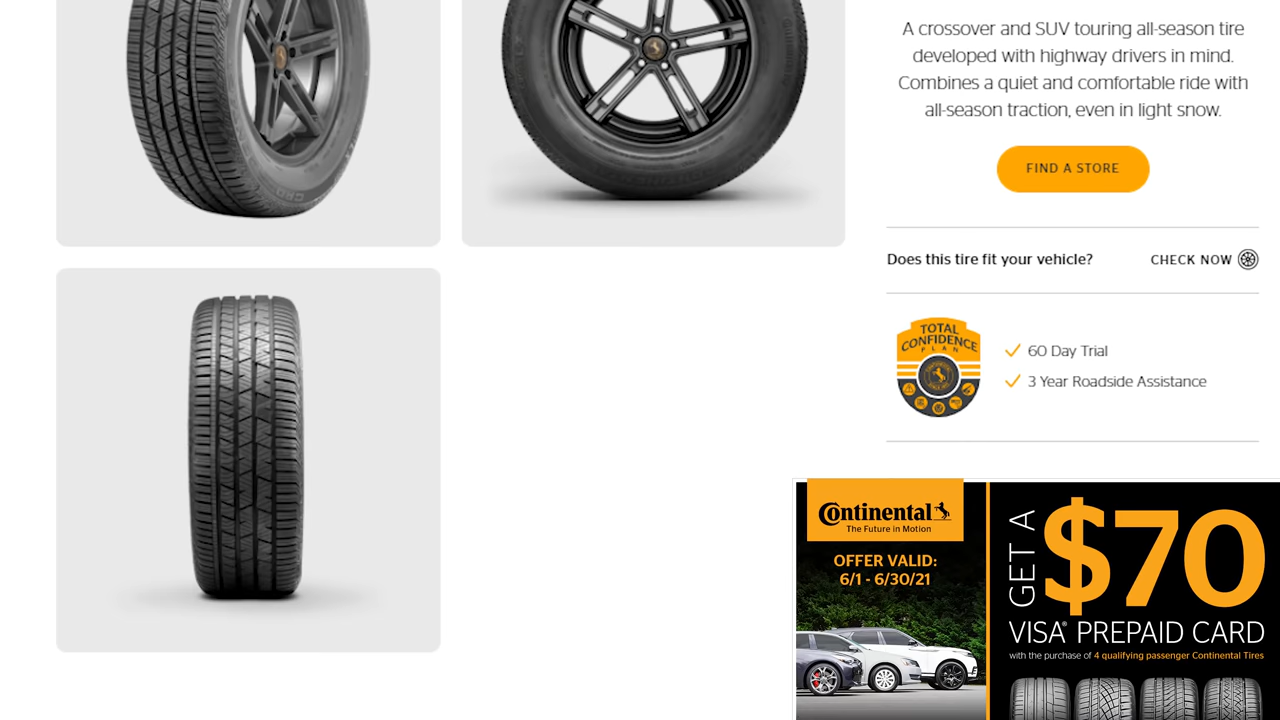 A crossover and SUV touring all-season tire
developed with highway drivers in mind.
Combines a quiet and comfortable ride with
all-season traction, even in light snow.
FIND A STORE
Does this tire fit your vehicle?
CHECK NOW
TOTAL
CONFIDENCE
PLAN
60 Day Trial
3 Year Roadside Assistance
Continental
The Future in Motion
OFFER VALID:
6/1 - 6/30/21
GET A
$70
VISA® PREPAID CARD
with the purchase of 4 qualifying passenger Continental Tires